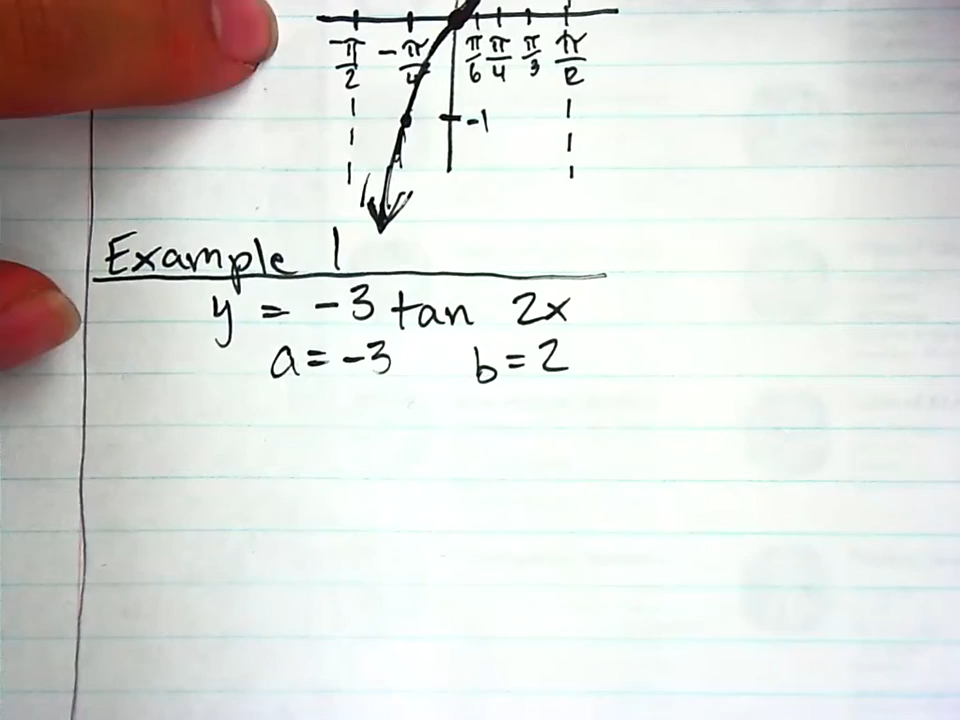 -π/2 -π/4 π/6 π/4 π/3 π/2
-1
Example 1
y = -3 tan 2x
a = -3 b = 2